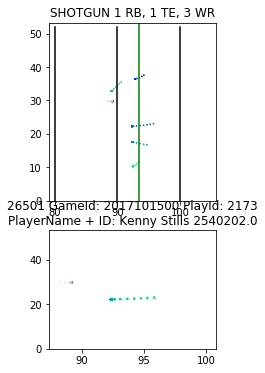 SHOTGUN 1 RB, 1 TE, 3 WR
50
40
30
20
10
0
80 90 100
26501 GameId: 2017101500 PlayId: 2173
PlayerName + ID: Kenny Stills 2540202.0
40
20
0
90 95 100